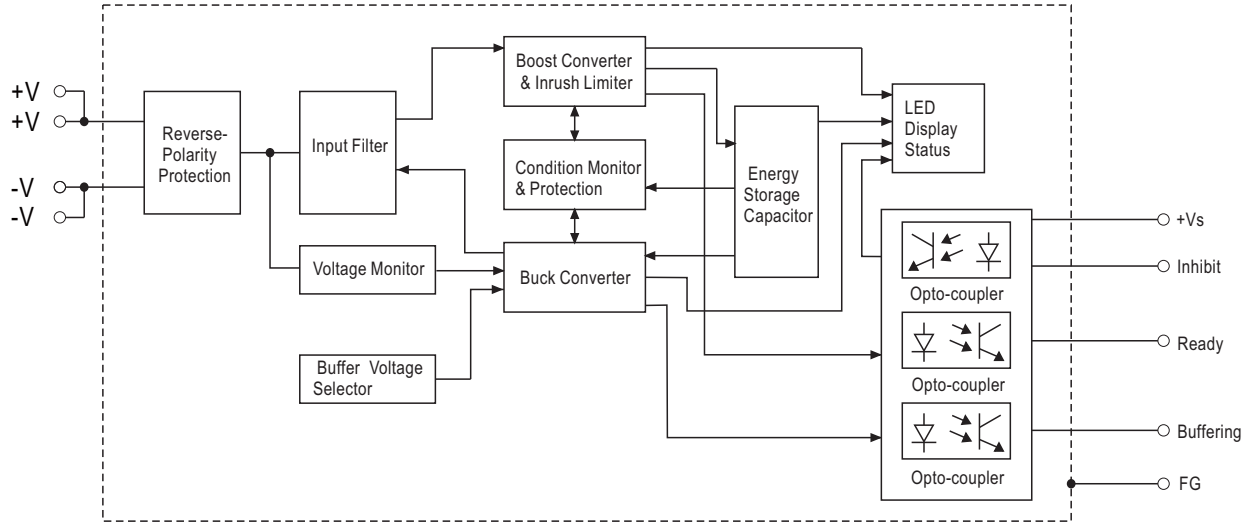 +V
+V
-V
-V
Reverse-
Polarity
Protection
Input Filter
Voltage Monitor
Buffer Voltage
Selector
Boost Converter
& Inrush Limiter
Condition Monitor
& Protection
Buck Converter
Energy
Storage
Capacitor
LED
Display
Status
Opto-coupler
Opto-coupler
Opto-coupler
+Vs
Inhibit
Ready
Buffering
FG